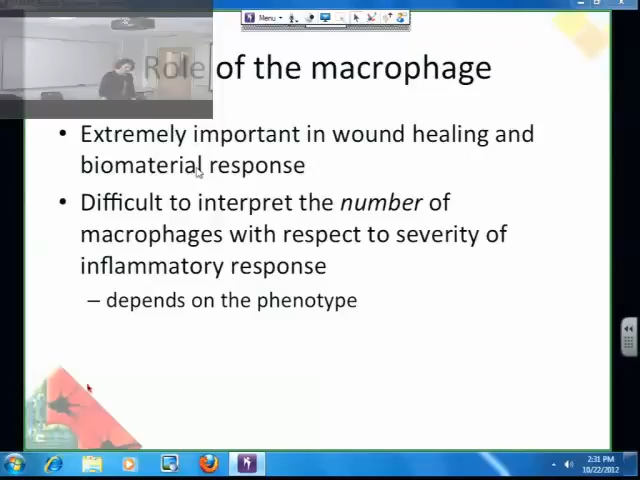 Menu
Role of the macrophage
• Extremely important in wound healing and
biomaterial response
• Difficult to interpret the number of
macrophages with respect to severity of
inflammatory response
– depends on the phenotype
2:31 PM
10/22/2012